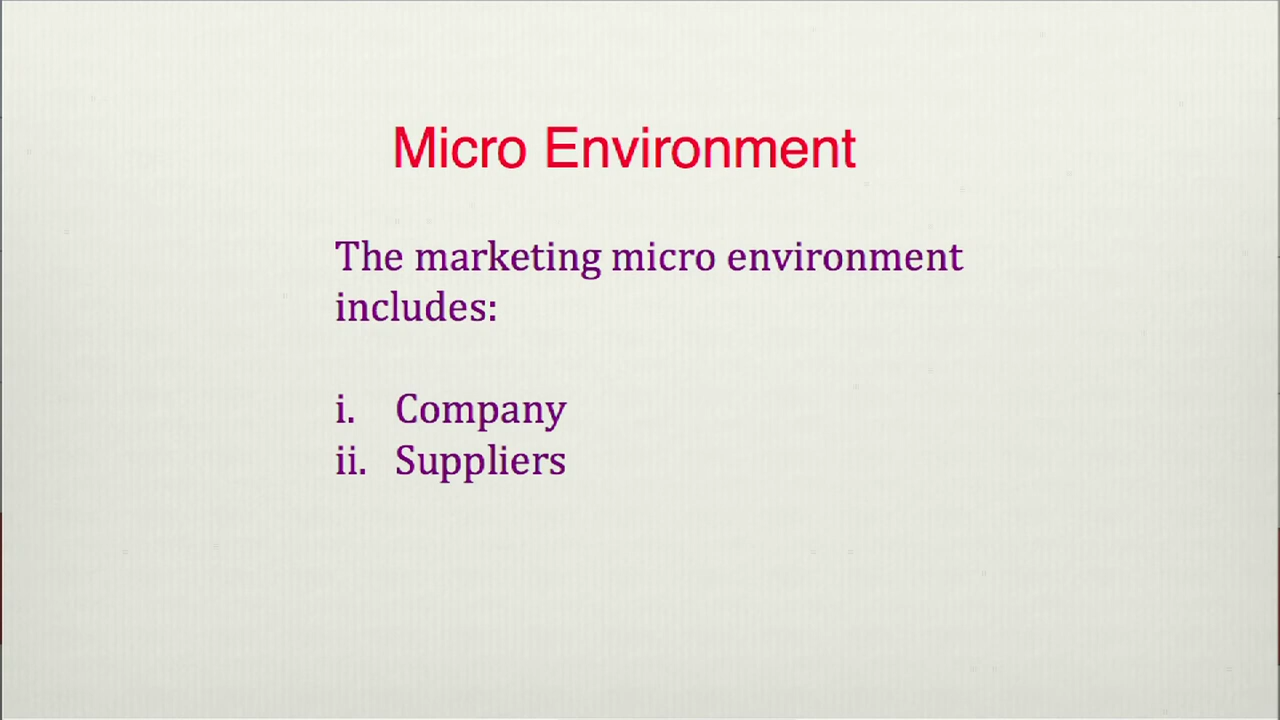 Micro Environment
The marketing micro environment
includes:
i. Company
ii. Suppliers